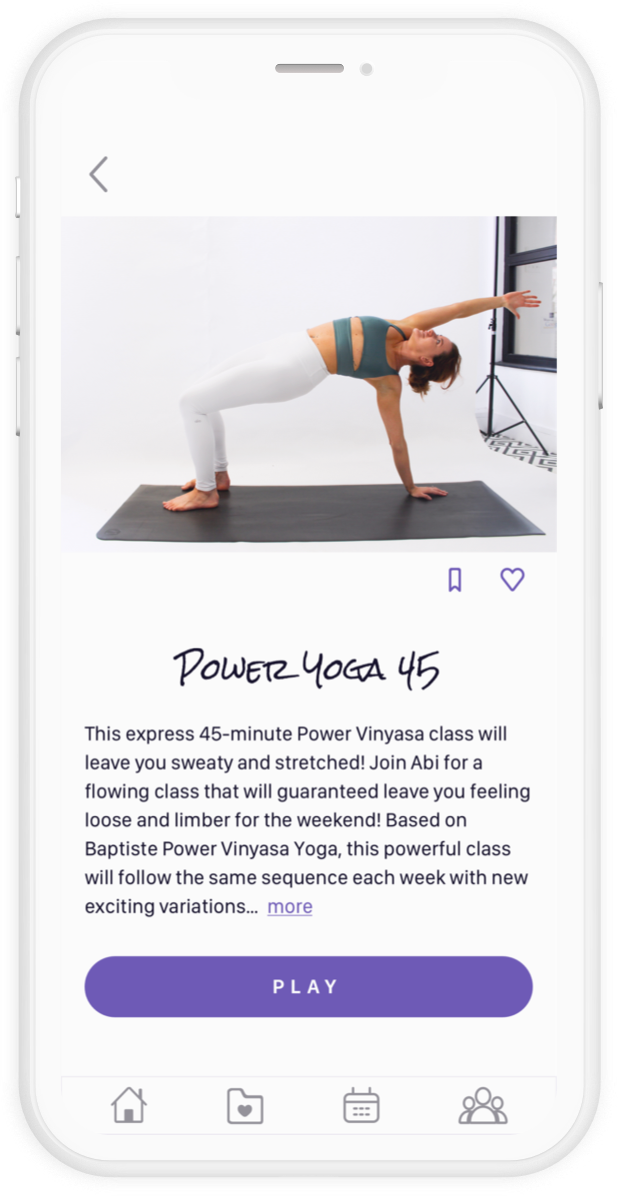 Power Yoga 45
This express 45-minute Power Vinyasa class will
leave you sweaty and stretched! Join Abi for a
flowing class that will guaranteed leave you feeling
loose and limber for the weekend! Based on
Baptiste Power Vinyasa Yoga, this powerful class
will follow the same sequence each week with new
exciting variations... more
PLAY